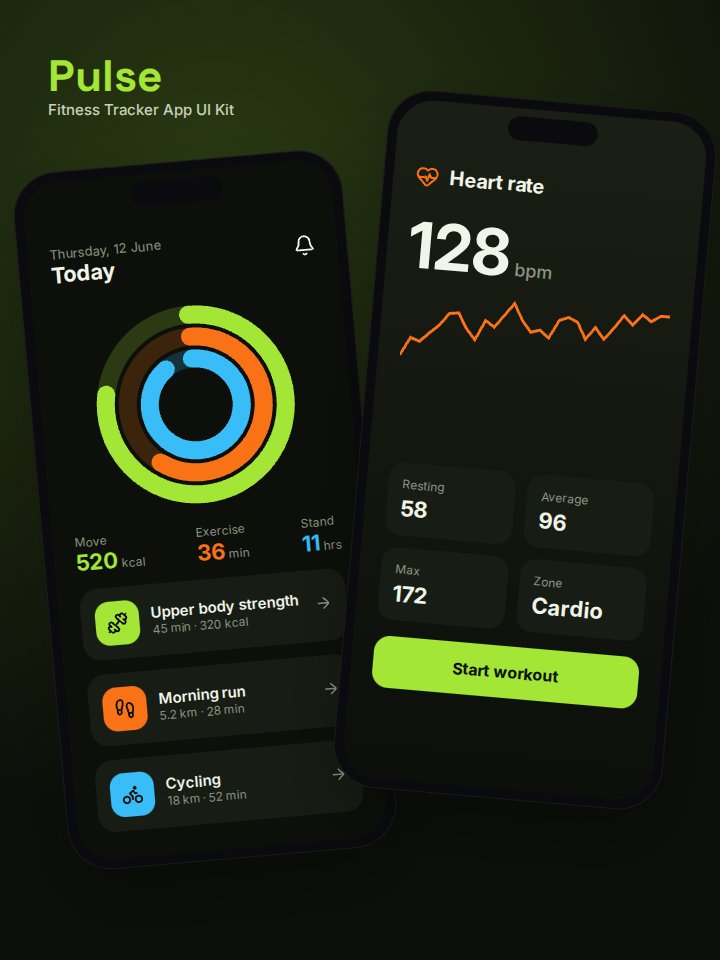 Pulse
Fitness Tracker App UI Kit
Thursday, 12 June
Today
Move
520 kcal
Exercise
36 min
Stand
11 hrs
Upper body strength
45 min · 320 kcal
Morning run
5.2 km · 28 min
Cycling
18 km · 52 min
Heart rate
128 bpm
Resting
58
Average
96
Max
172
Zone
Cardio
Start workout